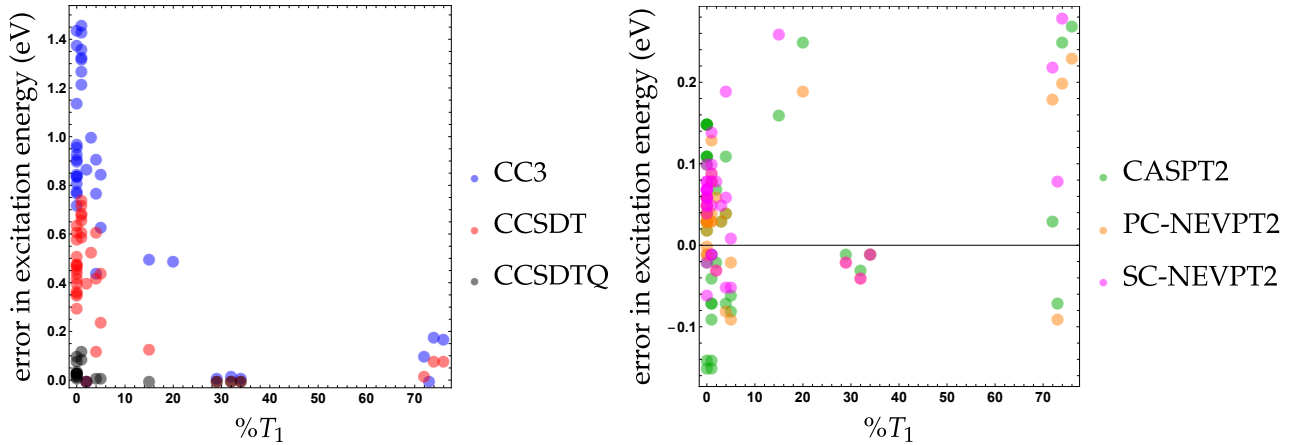 error in excitation energy (eV)
1.4
1.2
1.0
0.8
0.6
0.4
0.2
0.0
0 10 20 30 40 50 60 70
%T1
CC3
CCSDT
CCSDTQ
error in excitation energy (eV)
0.2
0.1
0.0
-0.1
0 10 20 30 40 50 60 70
%T1
CASPT2
PC-NEVPT2
SC-NEVPT2